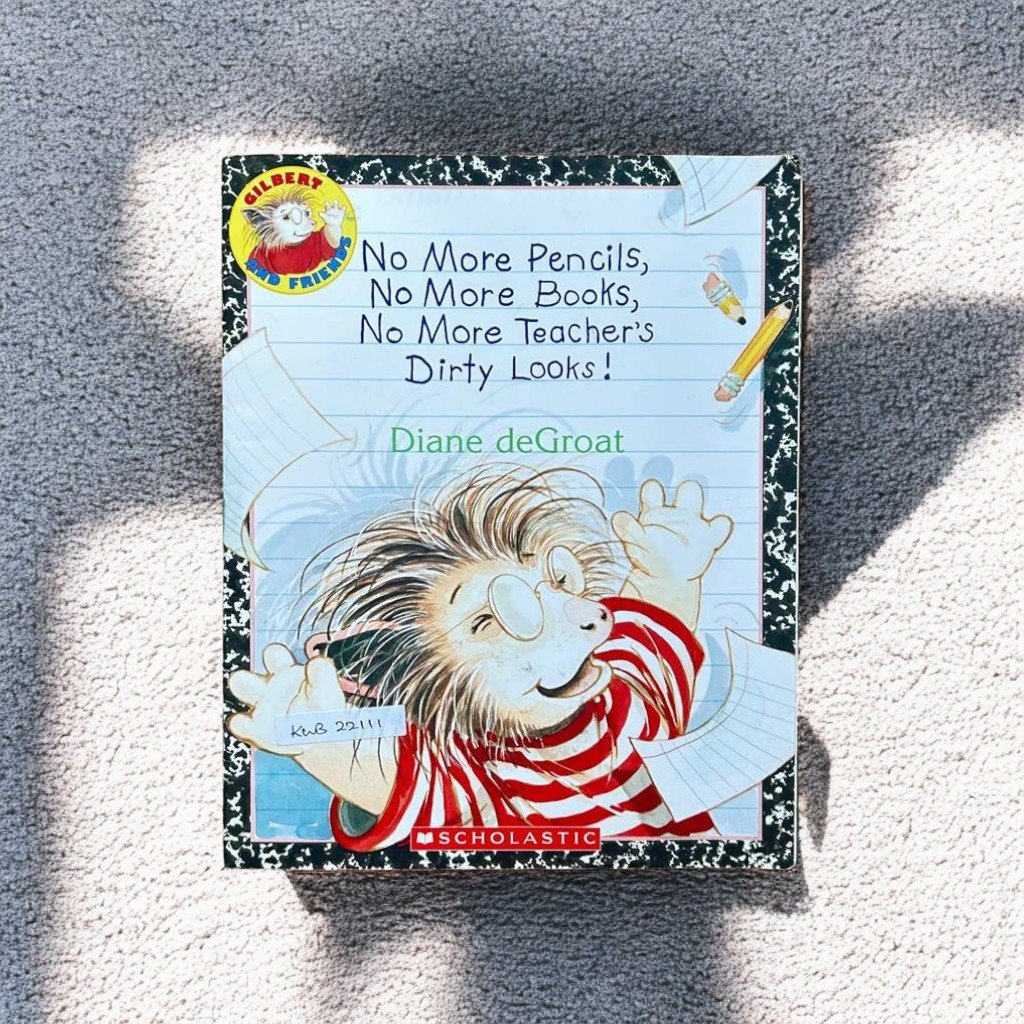 GILBERT
AND FRIENDS
No More Pencils,
No More Books,
No More Teacher's
Dirty Looks!
Diane deGroat
KWB 22111
SCHOLASTIC